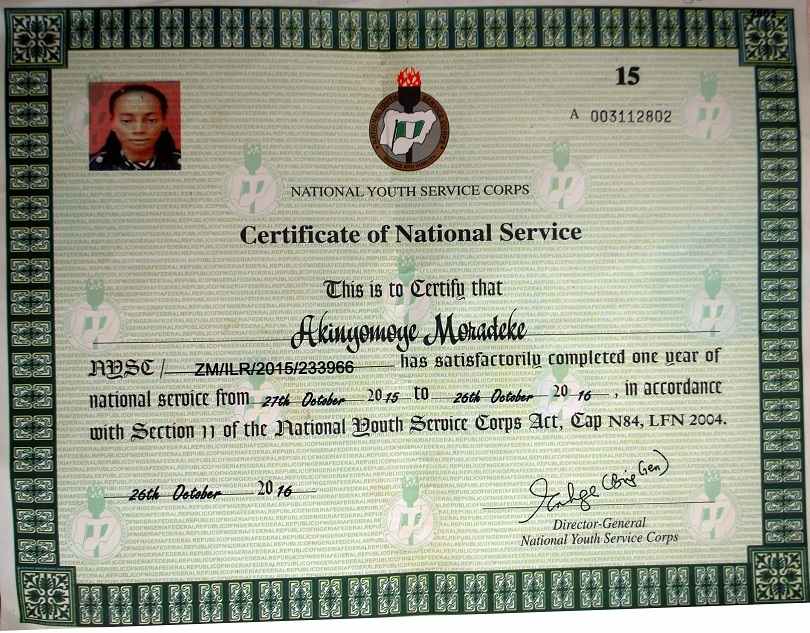 15
A 003112802
NATIONAL YOUTH SERVICE CORPS
Certificate of National Service
This is to Certify that
Akinyomoye Moradeke
NYSC/ ZM/ILR/2015/233966 has satisfactorily completed one year of
national service from 27th October 2015 to 26th October 2016, in accordance
with Section 11 of the National Youth Service Corps Act, Cap N84, LFN 2004.
26th October 2016
(Brig Gen)
Director-General
National Youth Service Corps